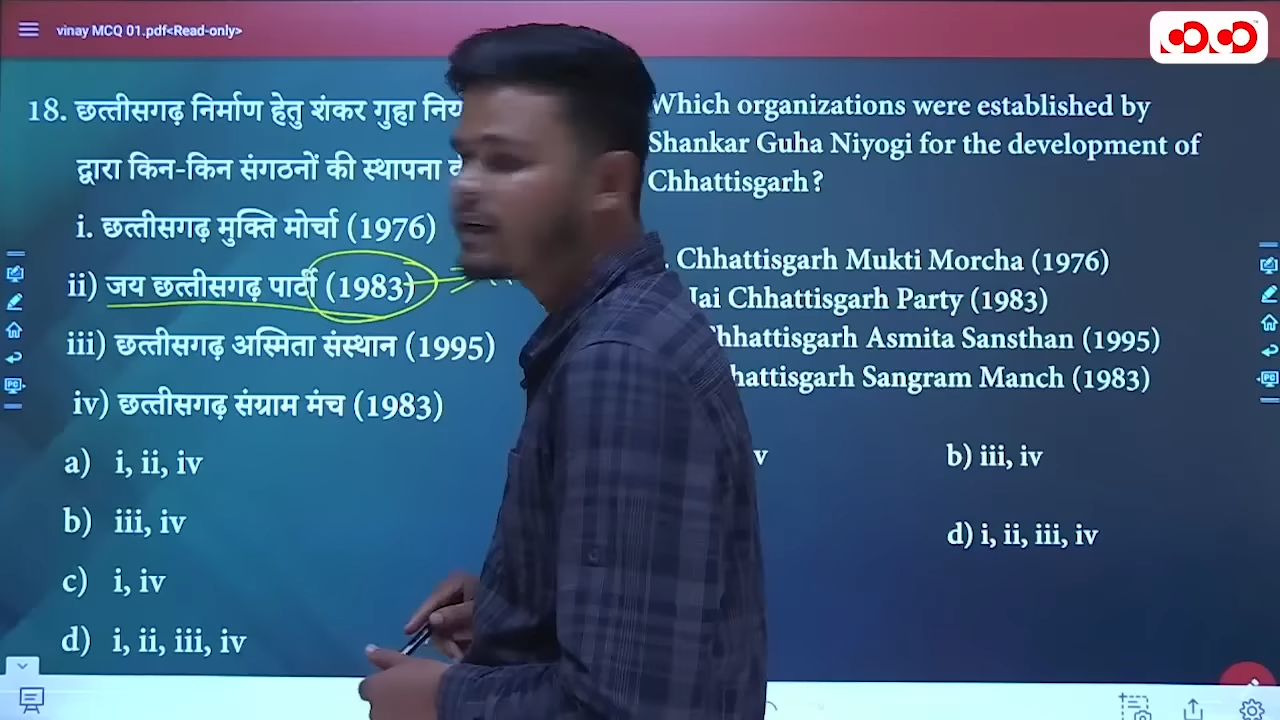 vinay MCQ 01.pdf<Read-only>
18. छत्तीसगढ़ निर्माण हेतु शंकर गुहा
द्वारा किन-किन संगठनों की स्थापना
i. छत्तीसगढ़ मुक्ति मोर्चा (1976)
ii) जय छत्तीसगढ़ पार्टी (1983)
iii) छत्तीसगढ़ अस्मिता संस्थान (1995)
iv) छत्तीसगढ़ संग्राम मंच (1983)
a) i, ii, iv
b) iii, iv
c) i, iv
d) i, ii, iii, iv
Which organizations were established by
Shankar Guha Niyogi for the development of
Chhattisgarh?
. Chhattisgarh Mukti Morcha (1976)
Jai Chhattisgarh Party (1983)
Asmita Sansthan (1995)
Sangram Manch (1983)
v
b) iii, iv
d) i, ii, iii, iv